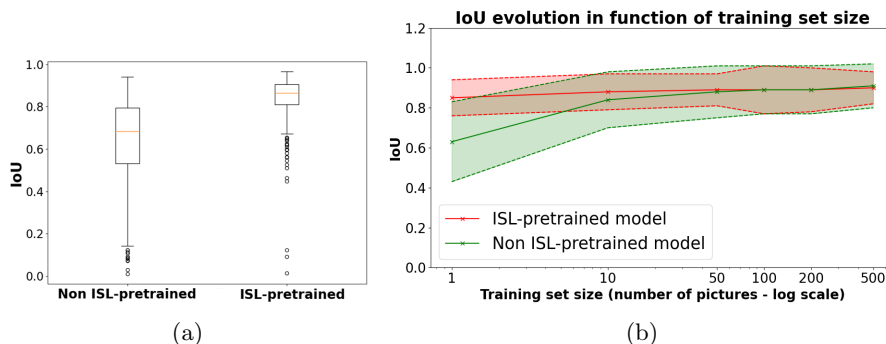 IoU evolution in function of training set size
1.0
0.8
0.6
0.4
0.2
0.0
IoU
Non ISL-pretrained
ISL-pretrained
(a)
1.2
1.0
0.8
0.6
0.4
0.2
0.0
IoU
ISL-pretrained model
Non ISL-pretrained model
1
10
50
100
200
500
Training set size (number of pictures - log scale)
(b)